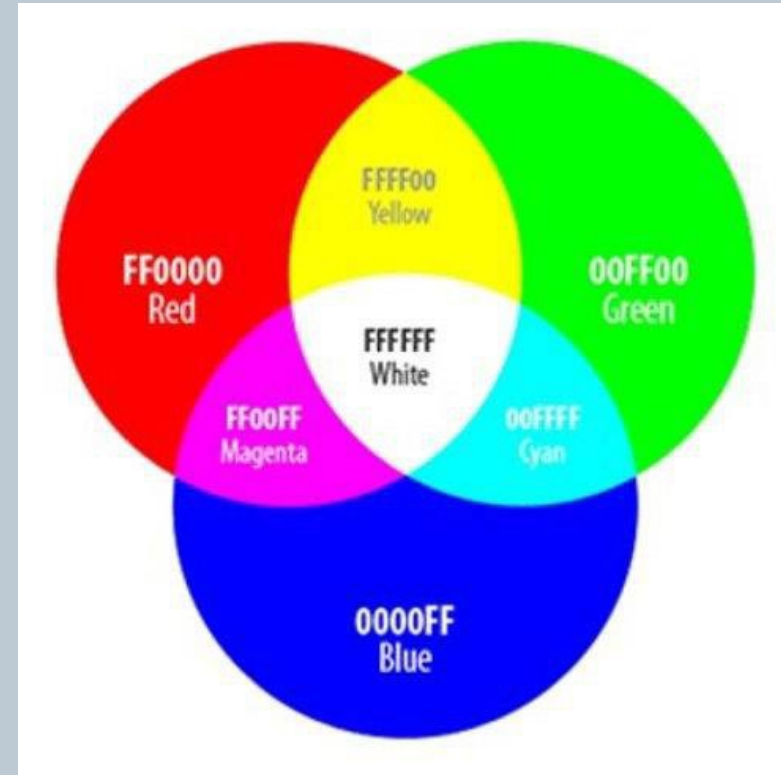 FFFF00
Yellow
FF0000
Red
00FF00
Green
FFFFFF
White
FF00FF
Magenta
00FFFF
Cyan
0000FF
Blue